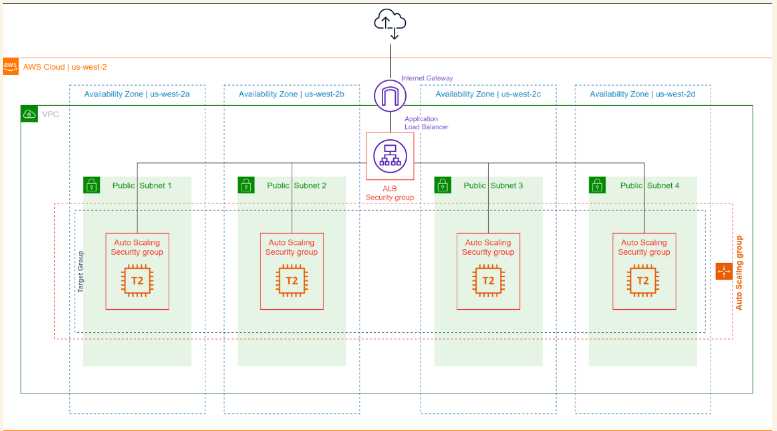 aws
AWS Cloud | us-west-2
Internet Gateway
Availability Zone | us-west-2a
Availability Zone | us-west-2b
Availability Zone | us-west-2c
Availability Zone | us-west-2d
VPC
Application
Load Balancer
ALB
Security group
Public Subnet 1
Public Subnet 2
Public Subnet 3
Public Subnet 4
Target Group
Auto Scaling
Security group
T2
Auto Scaling
Security group
T2
Auto Scaling
Security group
T2
Auto Scaling
Security group
T2
Auto Scaling group